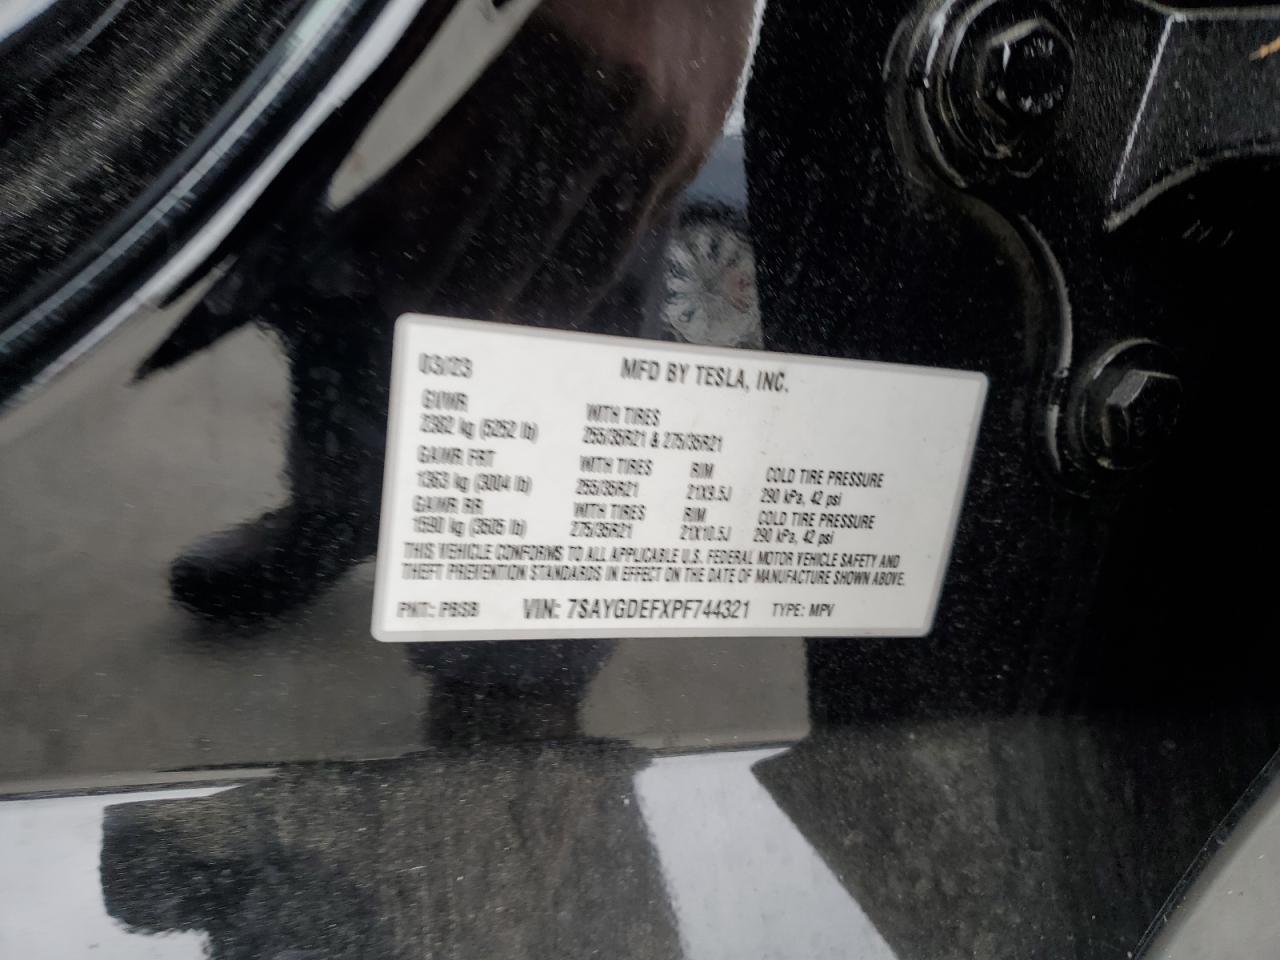 03/23 MFD BY TESLA, INC.
GVWR WITH TIRES
2382 kg (5252 lb) 255/35R21 & 275/35R21
GAWR FRT WITH TIRES RIM COLD TIRE PRESSURE
1363 kg (3004 lb) 255/35R21 21X9.5J 290 kPa, 42 psi
GAWR RR WITH TIRES RIM COLD TIRE PRESSURE
1590 kg (3505 lb) 275/35R21 21X10.5J 290 kPa, 42 psi
THIS VEHICLE CONFORMS TO ALL APPLICABLE U.S. FEDERAL MOTOR VEHICLE SAFETY AND
THEFT PREVENTION STANDARDS IN EFFECT ON THE DATE OF MANUFACTURE SHOWN ABOVE.
PNT: PBSB VIN: 7SAYGDEFXPF744321 TYPE: MPV